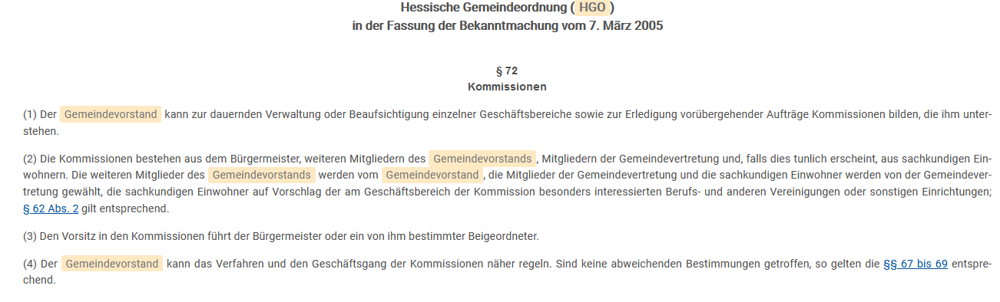 Hessische Gemeindeordnung ( HGO )
in der Fassung der Bekanntmachung vom 7. März 2005
§ 72
Kommissionen
(1) Der Gemeindevorstand kann zur dauernden Verwaltung oder Beaufsichtigung einzelner Geschäftsbereiche sowie zur Erledigung vorübergehender Aufträge Kommissionen bilden, die ihm unter-
stehen.
(2) Die Kommissionen bestehen aus dem Bürgermeister, weiteren Mitgliedern des Gemeindevorstands , Mitgliedern der Gemeindevertretung und, falls dies tunlich erscheint, aus sachkundigen Ein-
wohnern. Die weiteren Mitglieder des Gemeindevorstands werden vom Gemeindevorstand , die Mitglieder der Gemeindevertretung und die sachkundigen Einwohner werden von der Gemeindever-
tretung gewählt, die sachkundigen Einwohner auf Vorschlag der am Geschäftsbereich der Kommission besonders interessierten Berufs- und anderen Vereinigungen oder sonstigen Einrichtungen;
§ 62 Abs. 2 gilt entsprechend.
(3) Den Vorsitz in den Kommissionen führt der Bürgermeister oder ein von ihm bestimmter Beigeordneter.
(4) Der Gemeindevorstand kann das Verfahren und den Geschäftsgang der Kommissionen näher regeln. Sind keine abweichenden Bestimmungen getroffen, so gelten die §§ 67 bis 69 entspre-
chend.